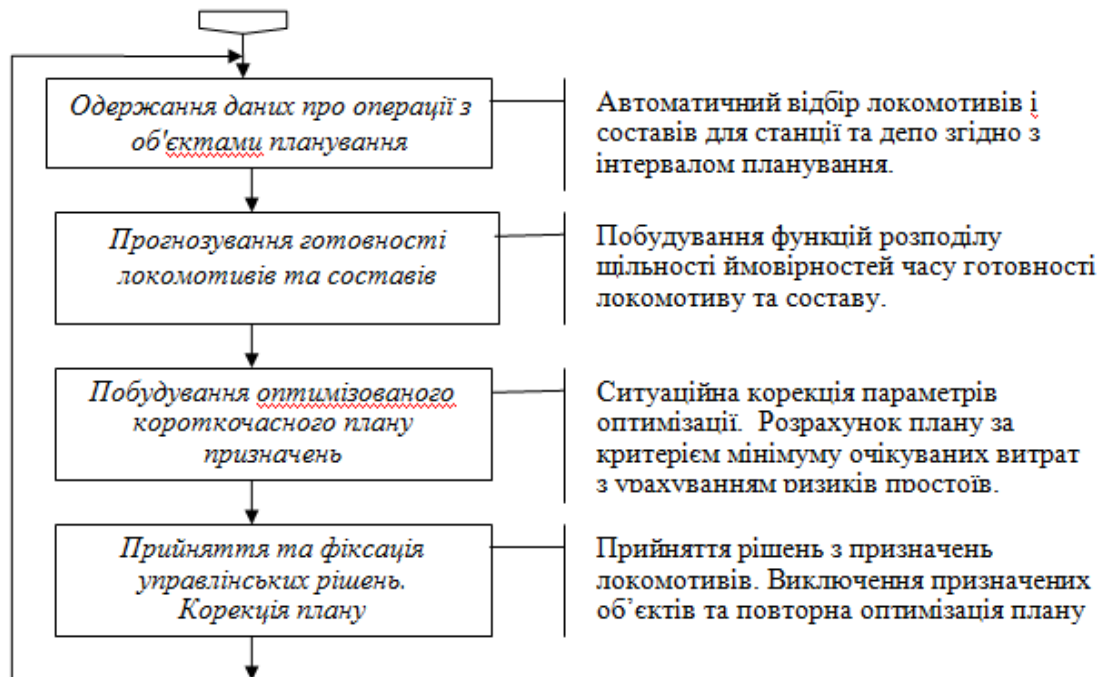 Одержання даних про операції з
об'єктами планування
Автоматичний відбір локомотивів і
составів для станції та депо згідно з
інтервалом планування.
Прогнозування готовності
локомотивів та составів
Побудування функцій розподілу
щільності ймовірностей часу готовності
локомотиву та составу.
Побудування оптимізованого
короткочасного плану
призначень
Ситуаційна корекція параметрів
оптимізації.  Розрахунок плану за
критерієм мінімуму очікуваних витрат
з урахуванням ризиків простоїв.
Прийняття та фіксація
управлінських рішень.
Корекція плану
Прийняття рішень з призначень
локомотивів. Виключення призначених
об’єктів та повторна оптимізація плану